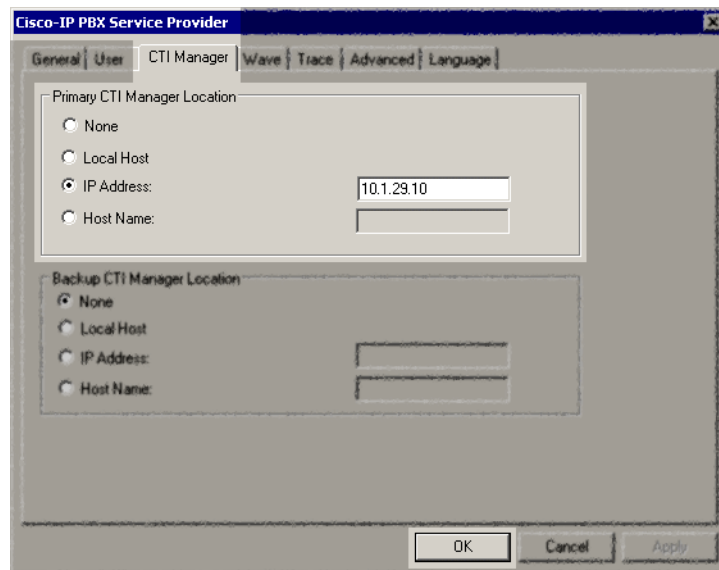 Cisco-IP PBX Service Provider
General User CTI Manager Wave Trace Advanced Language
Primary CTI Manager Location
None
Local Host
IP Address: 10.1.29.10
Host Name:
Backup CTI Manager Location
None
Local Host
IP Address:
Host Name:
OK Cancel Apply